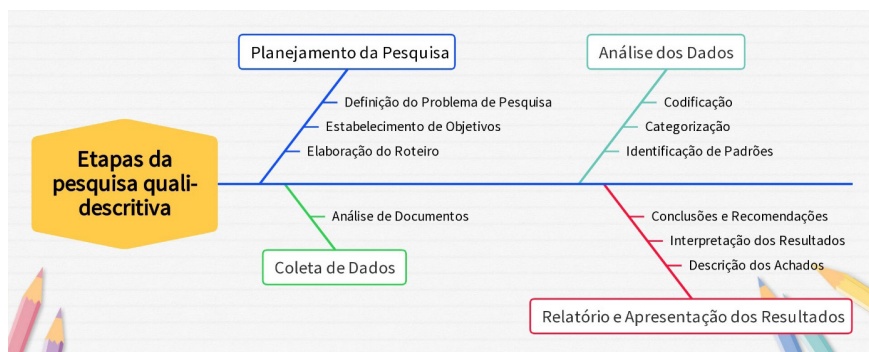 Etapas da
pesquisa quali-
descritiva
Planejamento da Pesquisa
Definição do Problema de Pesquisa
Estabelecimento de Objetivos
Elaboração do Roteiro
Coleta de Dados
Análise de Documentos
Análise dos Dados
Codificação
Categorização
Identificação de Padrões
Conclusões e Recomendações
Interpretação dos Resultados
Descrição dos Achados
Relatório e Apresentação dos Resultados